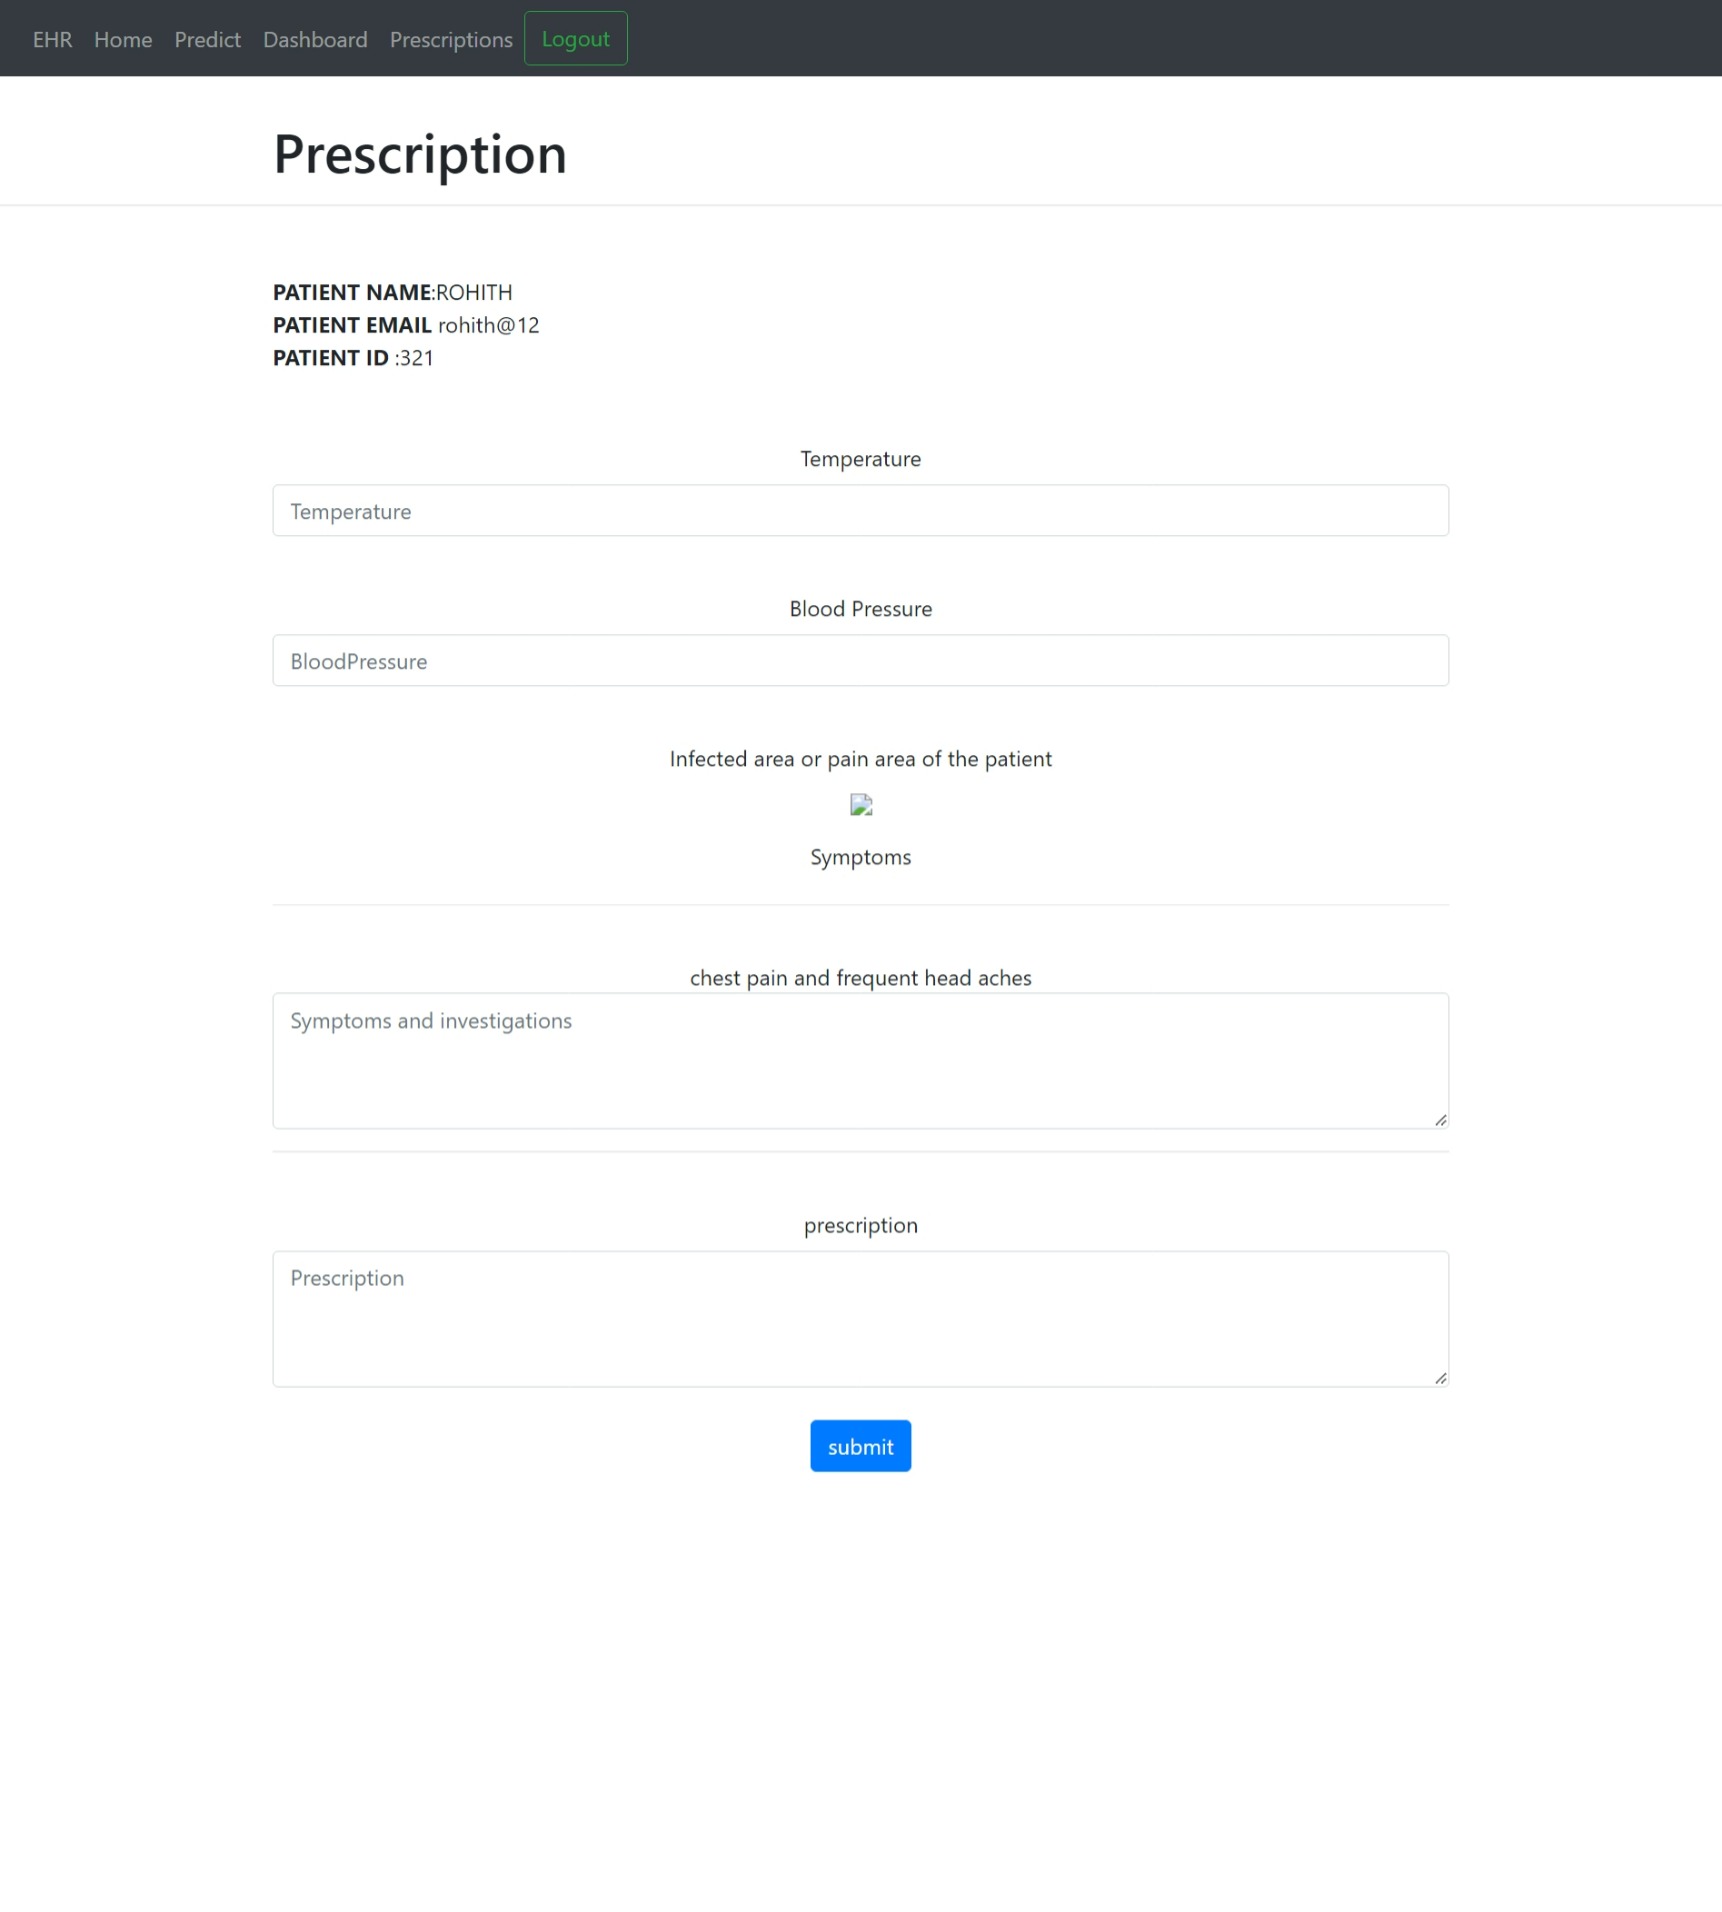 EHR Home Predict Dashboard Prescriptions Logout
Prescription
PATIENT NAME:ROHITH
PATIENT EMAIL rohith@12
PATIENT ID :321
Temperature
Temperature
Blood Pressure
BloodPressure
Infected area or pain area of the patient
Symptoms
chest pain and frequent head aches
Symptoms and investigations
prescription
Prescription
submit